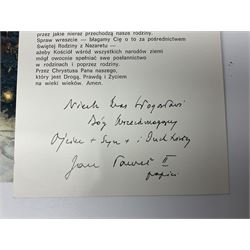 przez jakie nieraz przechodzą nasze rodziny.
Spraw wreszcie — błagamy Cię o to za pośrednictwem
Świętej Rodziny z Nazaretu —
ażeby Kościół wśród wszystkich narodów ziemi
mógł owocnie spełniać swe posłannictwo
w rodzinach i poprzez rodziny.
Przez Chrystusa Pana naszego,
który jest Drogą, Prawdą i Życiem
na wieki wieków. Amen.
Niech Was błogosławi
Bóg Wszechmogący
Ojciec + Syn + i Duch Święty
Jan Paweł II
papież